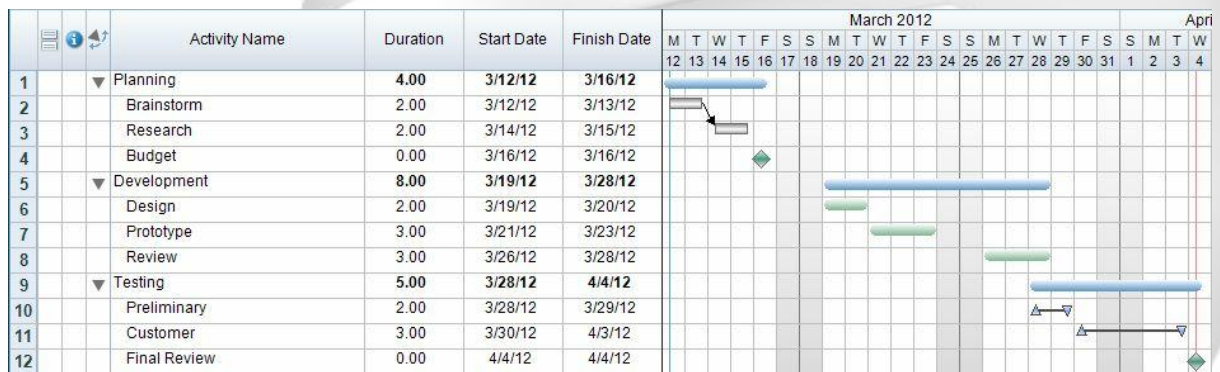 March 2012 Apri
Activity Name Duration Start Date Finish Date M T W T F S S M T W T F S S M T W T F S S M T W
12 13 14 15 16 17 18 19 20 21 22 23 24 25 26 27 28 29 30 31 1 2 3 4
1 Planning 4.00 3/12/12 3/16/12
2 Brainstorm 2.00 3/12/12 3/13/12
3 Research 2.00 3/14/12 3/15/12
4 Budget 0.00 3/16/12 3/16/12
5 Development 8.00 3/19/12 3/28/12
6 Design 2.00 3/19/12 3/20/12
7 Prototype 3.00 3/21/12 3/23/12
8 Review 3.00 3/26/12 3/28/12
9 Testing 5.00 3/28/12 4/4/12
10 Preliminary 2.00 3/28/12 3/29/12
11 Customer 3.00 3/30/12 4/3/12
12 Final Review 0.00 4/4/12 4/4/12